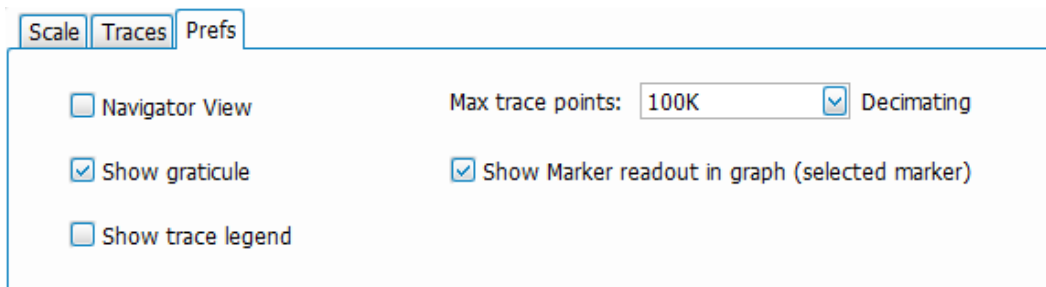 Scale Traces Prefs
Navigator View Max trace points: 100K Decimating
Show graticule Show Marker readout in graph (selected marker)
Show trace legend